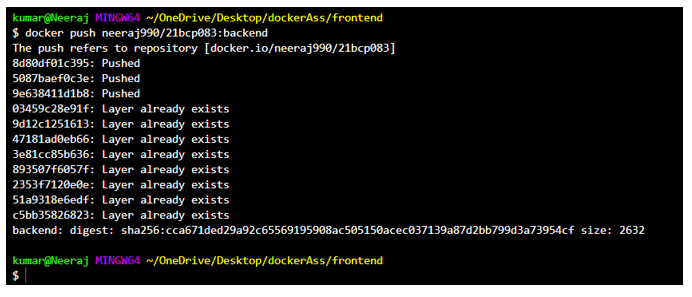 kumar@Neeraj MINGW64 ~/OneDrive/Desktop/dockerAss/frontend
$ docker push neeraj990/21bcp083:backend
The push refers to repository [docker.io/neeraj990/21bcp083]
8d80df01c395: Pushed
5087baef0c3e: Pushed
9e638411d1b8: Pushed
03459c28e91f: Layer already exists
9d12c1251613: Layer already exists
47181ad0eb66: Layer already exists
3e81cc85b636: Layer already exists
893507f6057f: Layer already exists
2353f7120e0e: Layer already exists
51a9318e6edf: Layer already exists
c5bb35826823: Layer already exists
backend: digest: sha256:cca671ded29a92c65569195908ac505150acec037139a87d2bb799d3a73954cf size: 2632
kumar@Neeraj MINGW64 ~/OneDrive/Desktop/dockerAss/frontend
$